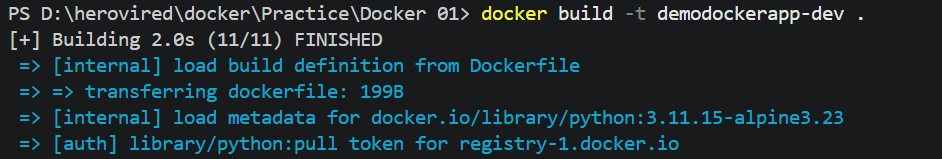 PS D:\herovired\docker\Practice\Docker 01> docker build -t demodockerapp-dev .
[+] Building 2.0s (11/11) FINISHED
=> [internal] load build definition from Dockerfile
=> => transferring dockerfile: 199B
=> [internal] load metadata for docker.io/library/python:3.11.15-alpine3.23
=> [auth] library/python:pull token for registry-1.docker.io